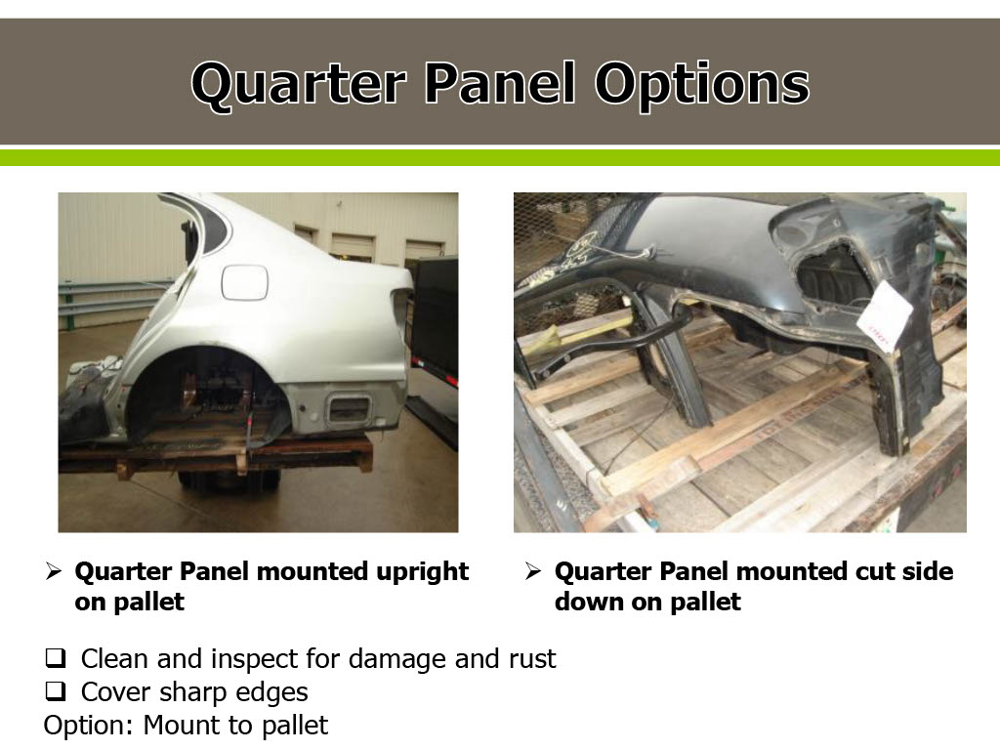 Quarter Panel Options
➢ Quarter Panel mounted upright
on pallet
➢ Quarter Panel mounted cut side
down on pallet
❑ Clean and inspect for damage and rust
❑ Cover sharp edges
Option: Mount to pallet